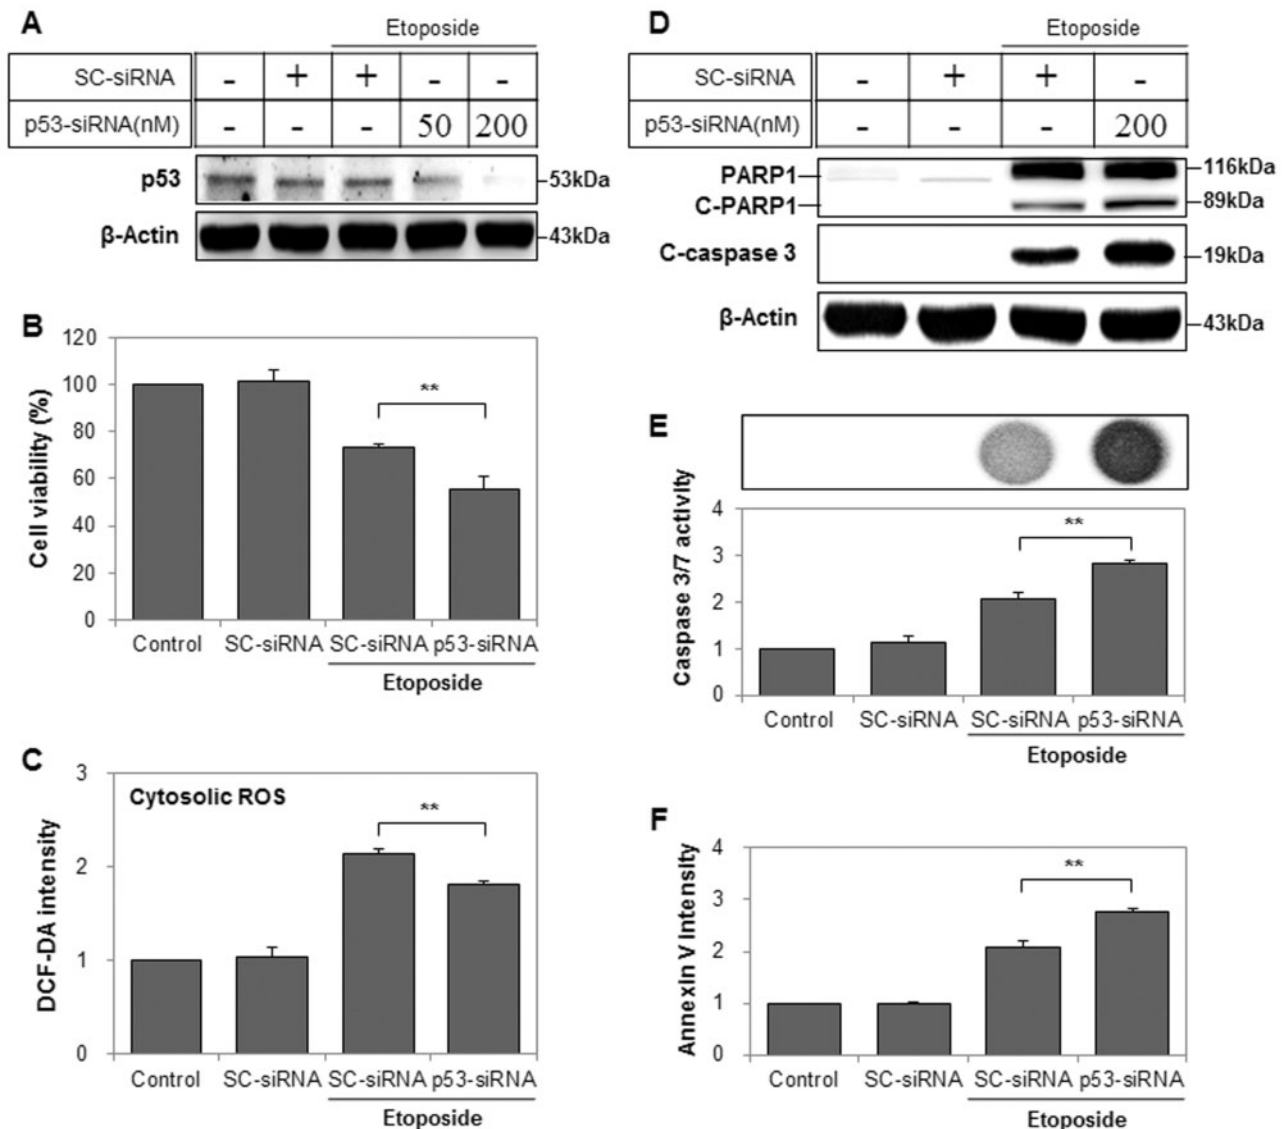 A
Etoposide
SC-siRNA - + + - -
p53-siRNA(nM) - - - 50 200
p53 53kDa
β-Actin 43kDa
B
120
100
80
60
40
20
0
Cell viability (%)
**
Control SC-siRNA SC-siRNA p53-siRNA
Etoposide
C
3
2
1
0
DCF-DA intensity
Cytosolic ROS
**
Control SC-siRNA SC-siRNA p53-siRNA
Etoposide
D
Etoposide
SC-siRNA - + + -
p53-siRNA(nM) - - - 200
PARP1 116kDa
C-PARP1 89kDa
C-caspase 3 19kDa
β-Actin 43kDa
E
4
3
2
1
0
Caspase 3/7 activity
**
Control SC-siRNA SC-siRNA p53-siRNA
Etoposide
F
4
3
2
1
0
Annexin V intensity
**
Control SC-siRNA SC-siRNA p53-siRNA
Etoposide